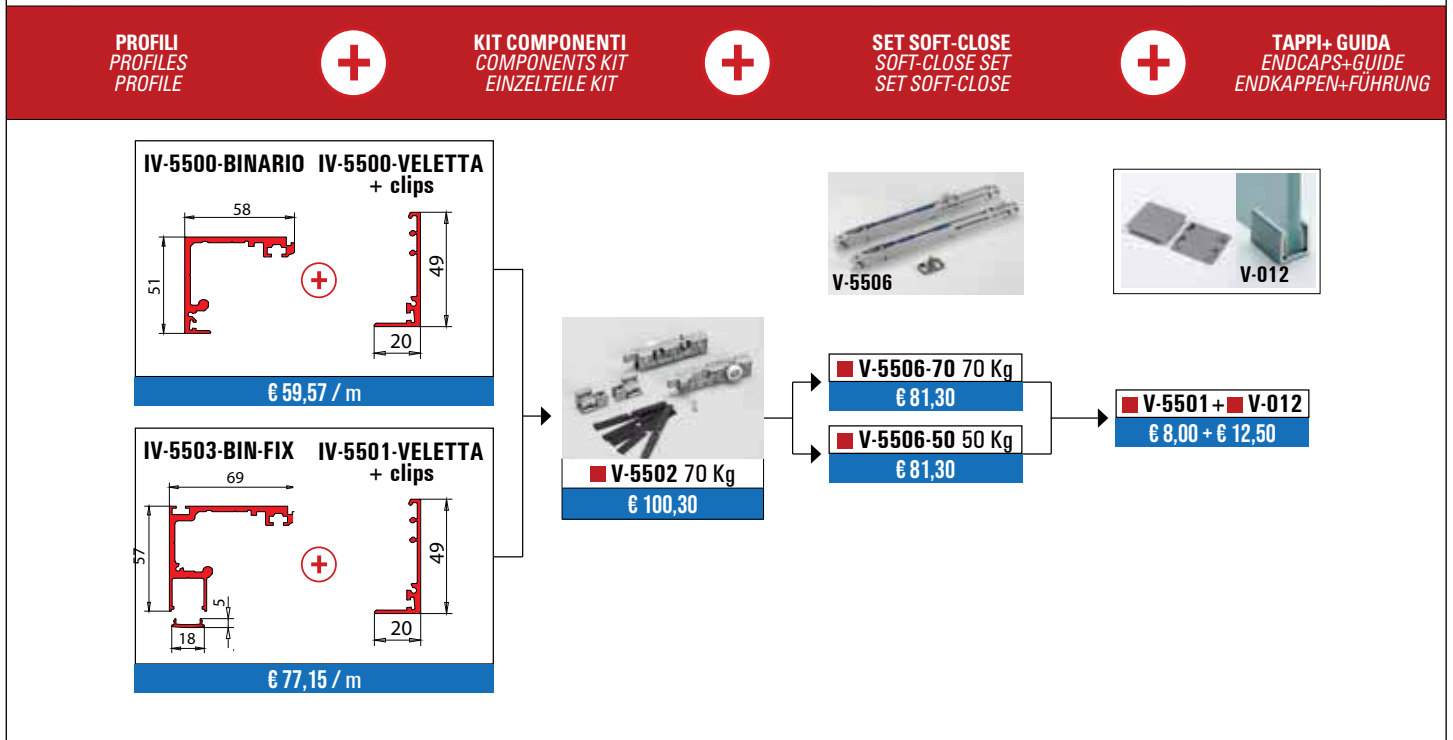 PROFILI
PROFILES
PROFILE
KIT COMPONENTI
COMPONENTS KIT
EINZELTEILE KIT
SET SOFT-CLOSE
SOFT-CLOSE SET
SET SOFT-CLOSE
TAPPI+ GUIDA
ENDCAPS+GUIDE
ENDKAPPEN+FÜHRUNG
IV-5500-BINARIO IV-5500-VELETTA
+ clips
58
51
49
20
€ 59,57 / m
IV-5503-BIN-FIX IV-5501-VELETTA
+ clips
69
57
5
18
49
20
€ 77,15 / m
V-5502 70 Kg
€ 100,30
V-5506
V-5506-70 70 Kg
€ 81,30
V-5506-50 50 Kg
€ 81,30
V-012
V-5501 + V-012
€ 8,00 + € 12,50